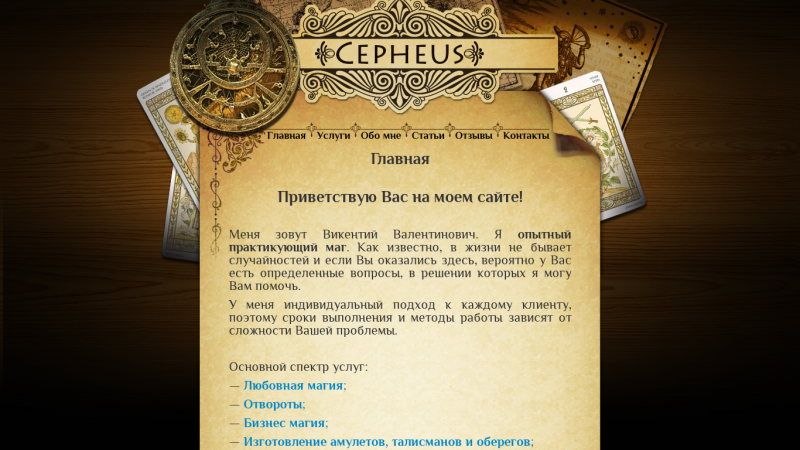 CEPHEUS
Главная Услуги Обо мне Статьи Отзывы Контакты
Главная
Приветствую Вас на моем сайте!
Меня зовут Викентий Валентинович. Я опытный
практикующий маг. Как известно, в жизни не бывает
случайностей и если Вы оказались здесь, вероятно у Вас
есть определенные вопросы, в решении которых я могу
Вам помочь.
У меня индивидуальный подход к каждому клиенту,
поэтому сроки выполнения и методы работы зависят от
сложности Вашей проблемы.
Основной спектр услуг:
— Любовная магия;
— Отвороты;
— Бизнес магия;
— Изготовление амулетов, талисманов и оберегов;